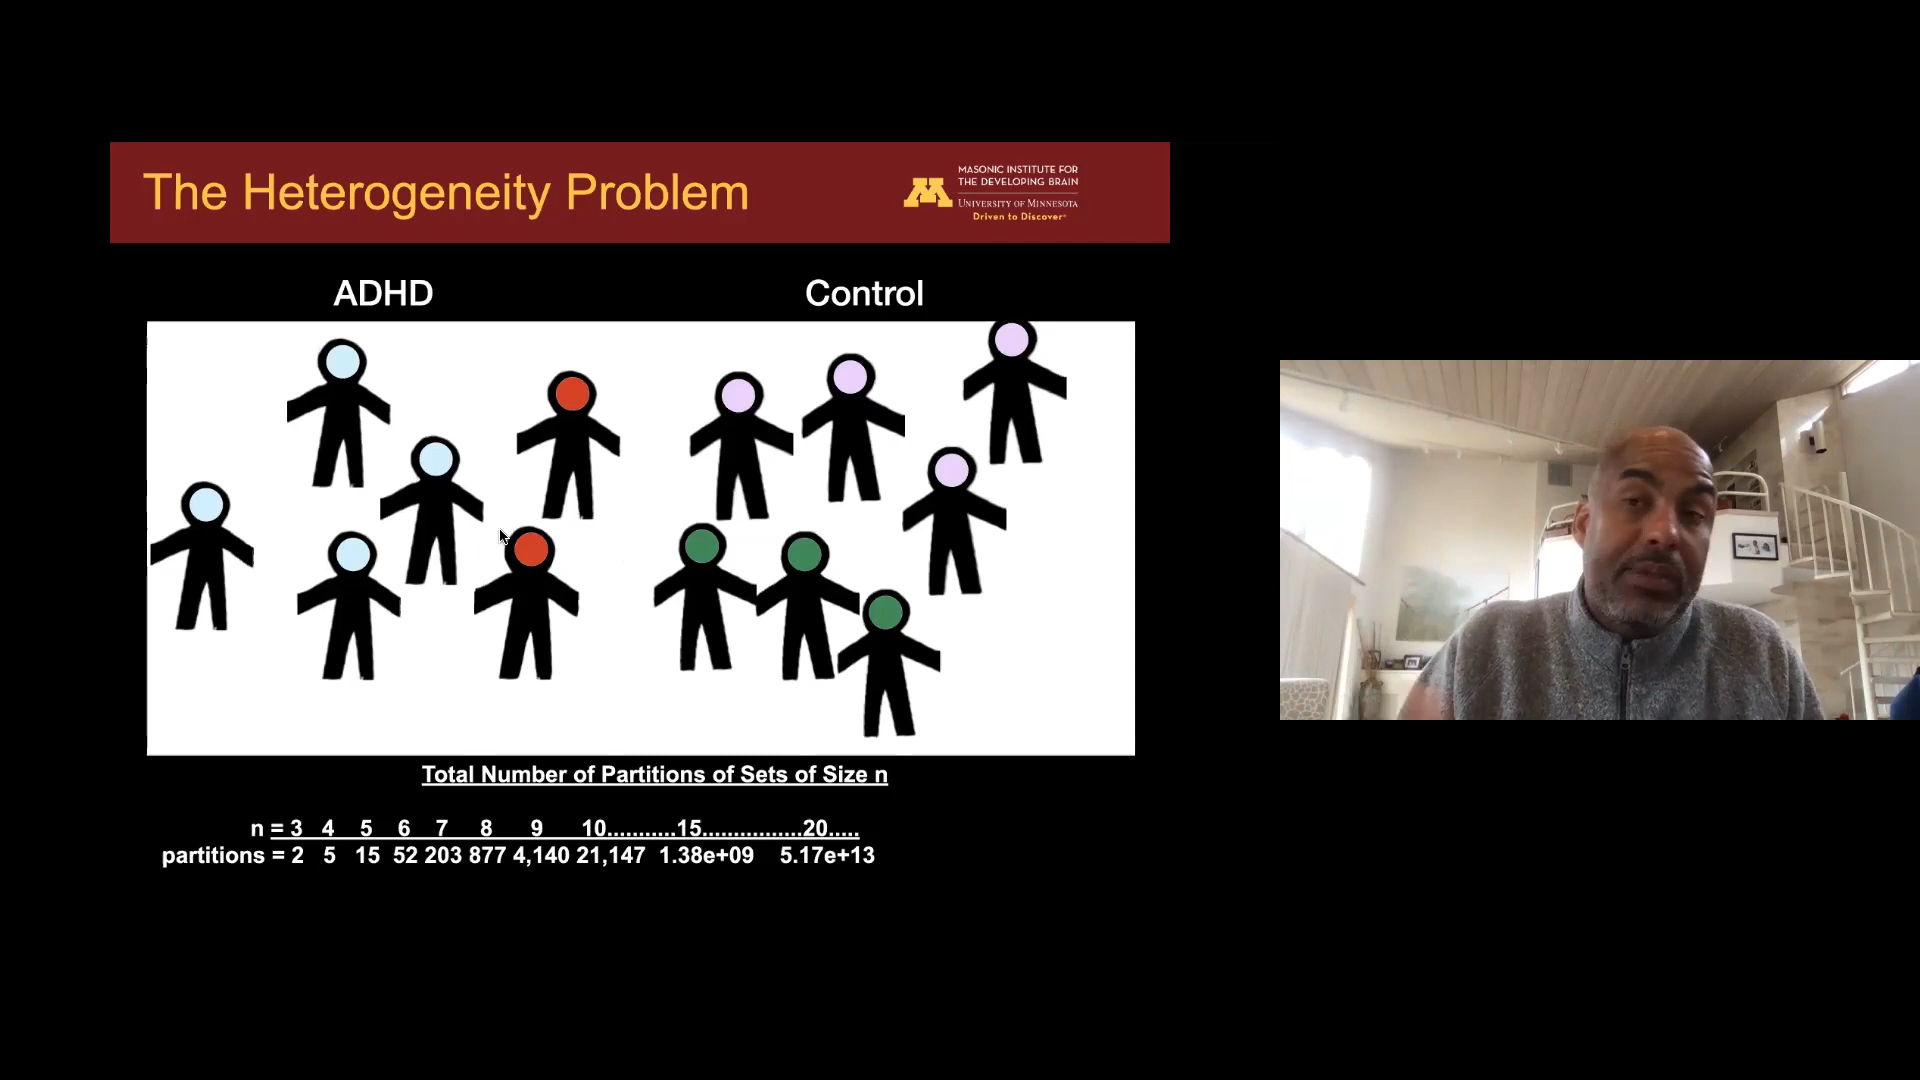 The Heterogeneity Problem
M
MASONIC INSTITUTE FOR
THE DEVELOPING BRAIN
UNIVERSITY OF MINNESOTA
Driven to Discover®
ADHD Control
Total Number of Partitions of Sets of Size n
n = 3 4 5 6 7 8 9 10...........15................20.....
partitions = 2 5 15 52 203 877 4,140 21,147 1.38e+09 5.17e+13